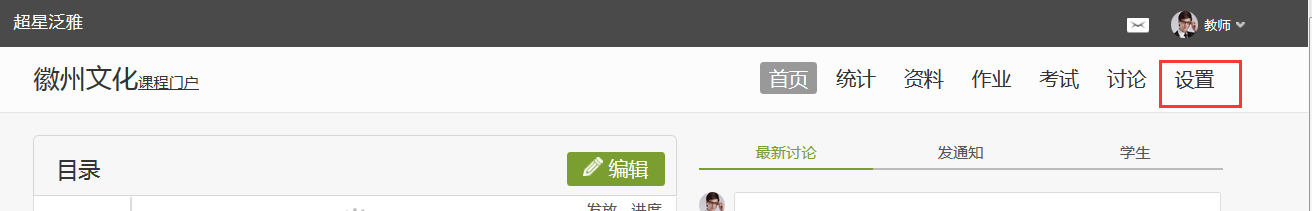 超星泛雅
教师
徽州文化课程门户
首页 统计 资料 作业 考试 讨论 设置
目录
编辑
最新讨论 发通知 学生
发放 进度